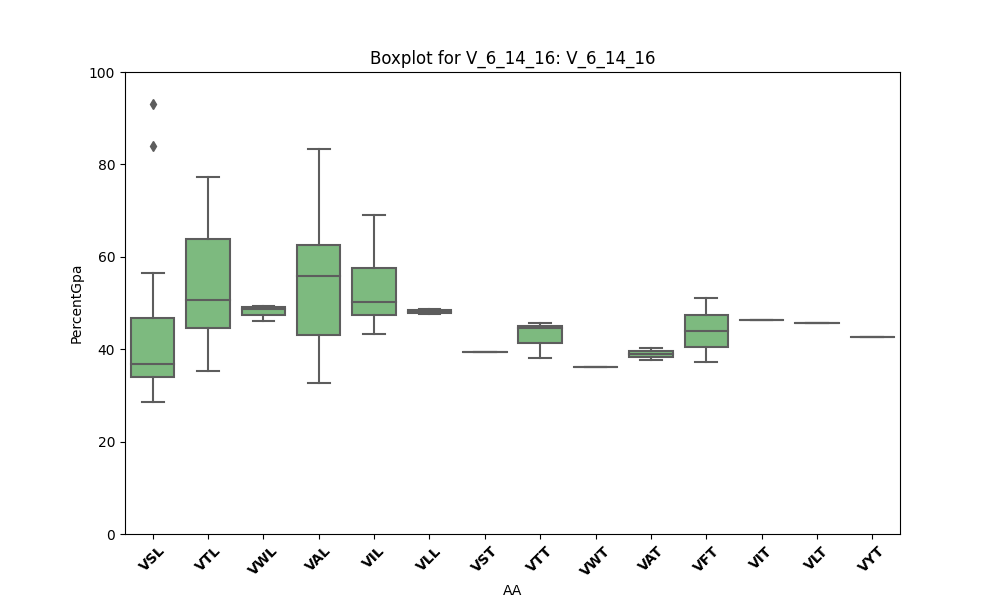 Boxplot for V_6_14_16: V_6_14_16
100
80
60
40
20
0
PercentGpa
VSL VTL VWL VAL VIL VLL VST VTT VWT VAT VFT VIT VLT VYT
AA